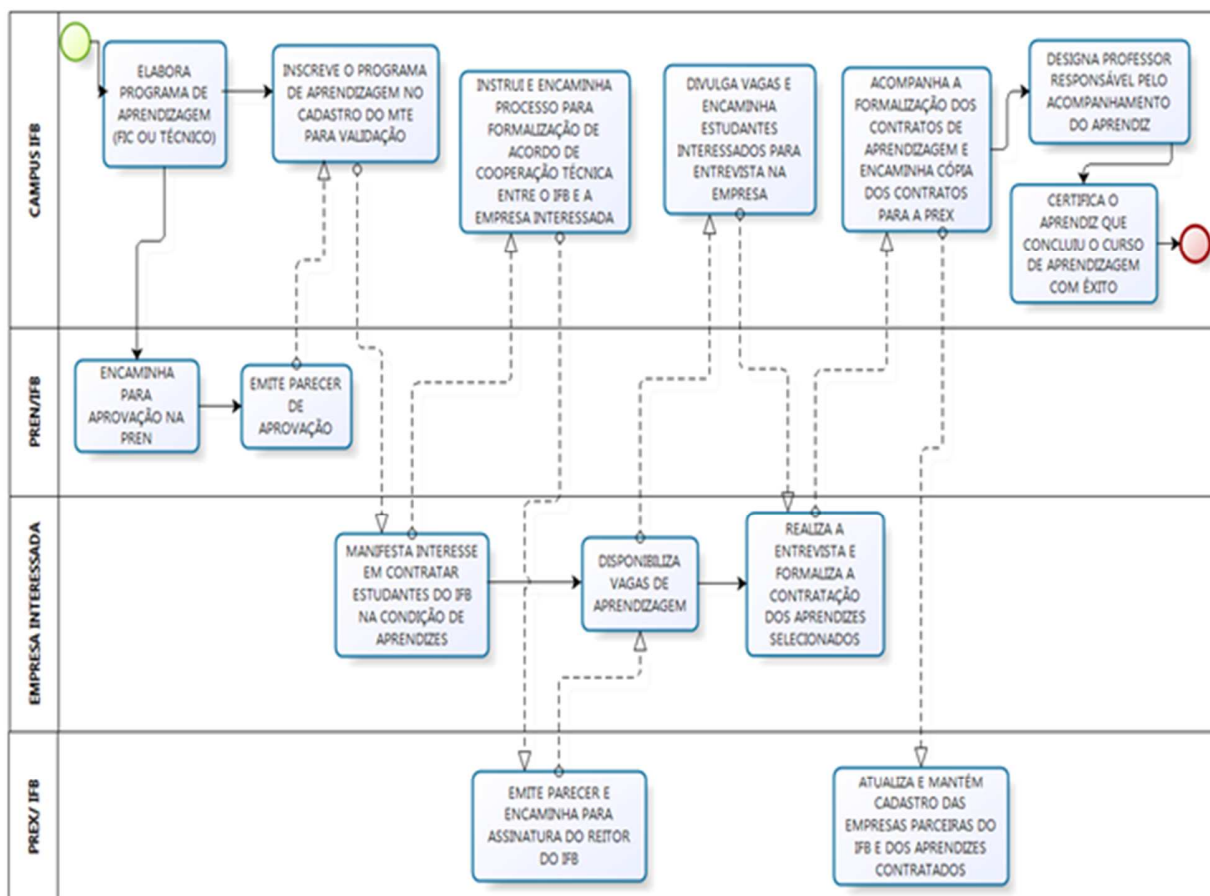 CAMPUS IFB
ELABORA
PROGRAMA DE
APRENDIZAGEM
(FIC OU TÉCNICO)
INSCREVE O PROGRAMA
DE APRENDIZAGEM NO
CADASTRO DO MTE
PARA VALIDAÇÃO
INSTRUI E ENCAMINHA
PROCESSO PARA
FORMALIZAÇÃO DE
ACORDO DE
COOPERAÇÃO TÉCNICA
ENTRE O IFB E A
EMPRESA INTERESSADA
DIVULGA VAGAS E
ENCAMINHA
ESTUDANTES
INTERESSADOS PARA
ENTREVISTA NA
EMPRESA
ACOMPANHA A
FORMALIZAÇÃO DOS
CONTRATOS DE
APRENDIZAGEM E
ENCAMINHA CÓPIA
DOS CONTRATOS
PARA A PREX
DESIGNA PROFESSOR
RESPONSÁVEL PELO
ACOMPANHAMENTO
DO APRENDIZ
CERTIFICA O
APRENDIZ QUE
CONCLUIU O CURSO
DE APRENDIZAGEM
COM ÊXITO
PREN/IFB
ENCAMINHA
PARA
APROVAÇÃO NA
PREN
EMITE PARECER
DE
APROVAÇÃO
EMPRESA INTERESSADA
MANIFESTA INTERESSE
EM CONTRATAR
ESTUDANTES DO IFB
NA CONDIÇÃO DE
APRENDIZES
DISPONIBILIZA
VAGAS DE
APRENDIZAGEM
REALIZA A
ENTREVISTA E
FORMALIZA A
CONTRATAÇÃO
DOS APRENDIZES
SELECIONADOS
PREX/ IFB
EMITE PARECER E
ENCAMINHA PARA
ASSINATURA DO REITOR
DO IFB
ATUALIZA E MANTÉM
CADASTRO DAS
EMPRESAS PARCEIRAS DO
IFB E DOS APRENDIZES
CONTRATADOS